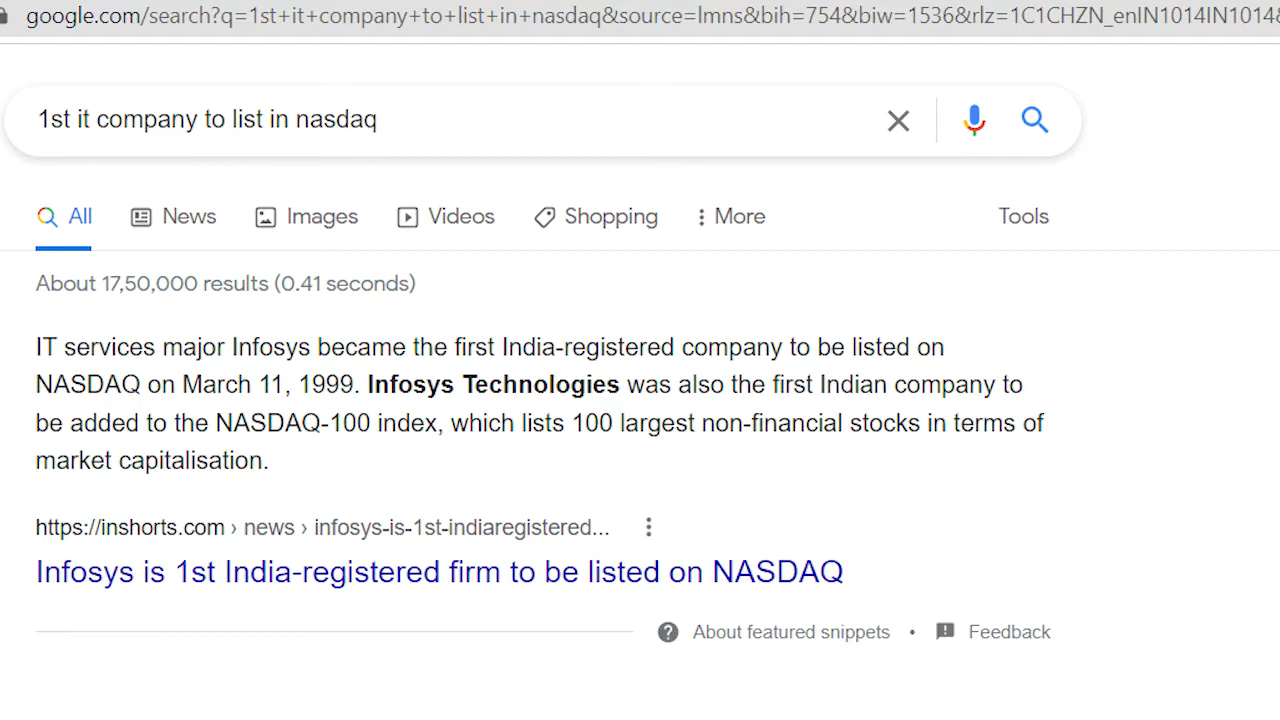 google.com/search?q=1st+it+company+to+list+in+nasdaq&source=lmns&bih=754&biw=1536&rlz=1C1CHZN_enIN1014IN1014&
1st it company to list in nasdaq
All News Images Videos Shopping More Tools
About 17,50,000 results (0.41 seconds)
IT services major Infosys became the first India-registered company to be listed on
NASDAQ on March 11, 1999. Infosys Technologies was also the first Indian company to
be added to the NASDAQ-100 index, which lists 100 largest non-financial stocks in terms of
market capitalisation.
https://inshorts.com › news › infosys-is-1st-indiaregistered...
Infosys is 1st India-registered firm to be listed on NASDAQ
About featured snippets • Feedback